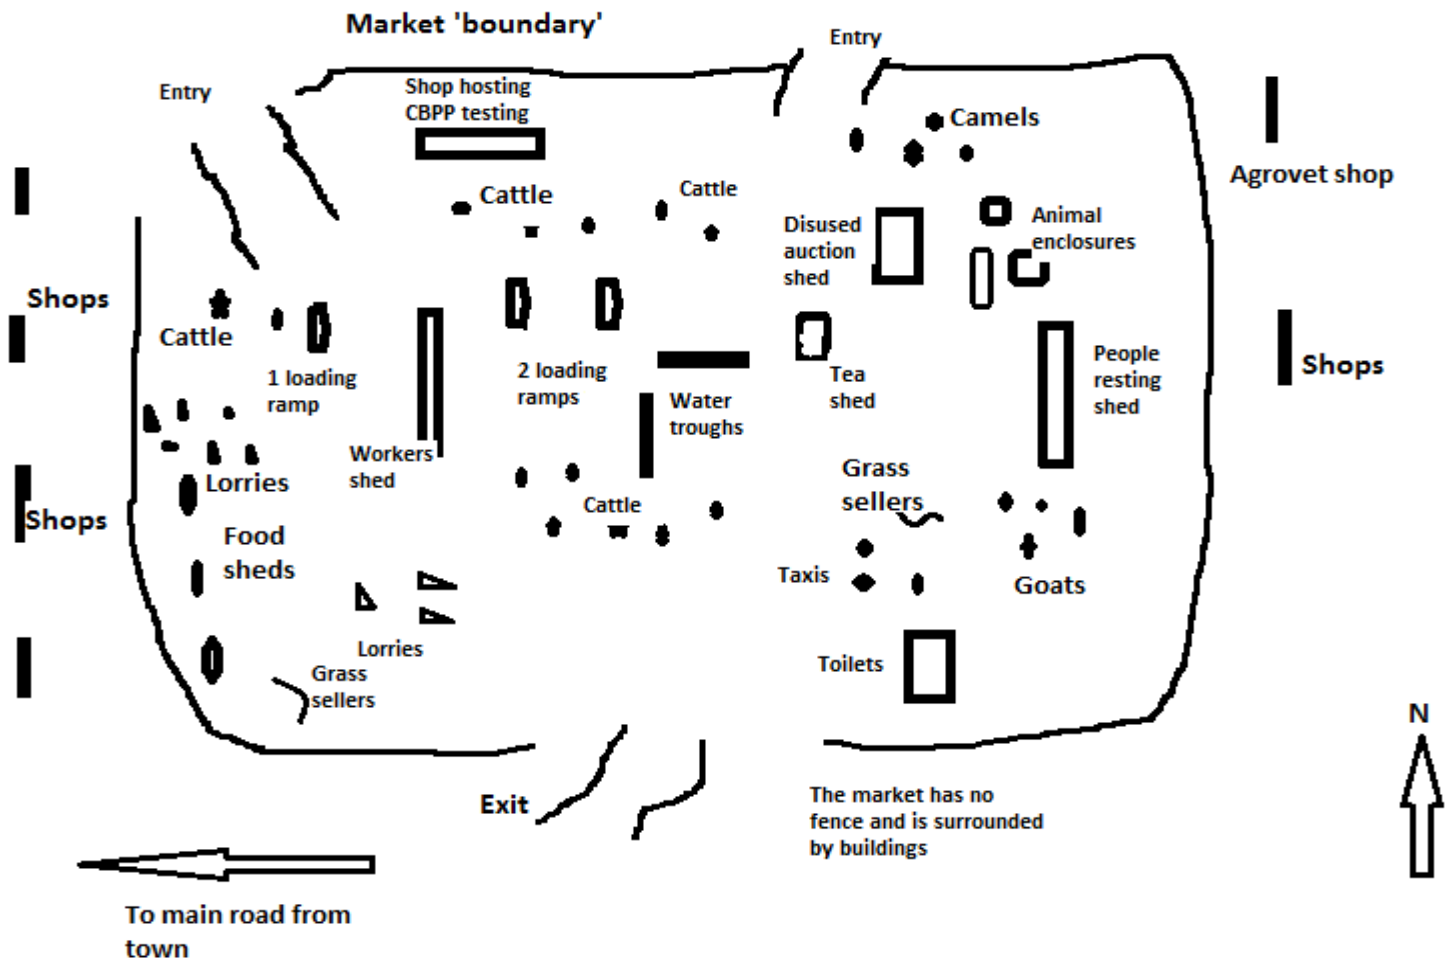 Market 'boundary'
Entry
Entry
Shop hosting
CBPP testing
Camels
Agrovet shop
Cattle
Cattle
Disused
auction
shed
Animal
enclosures
Shops
Cattle
1 loading
ramp
2 loading
ramps
Water
troughs
Tea
shed
People
resting
shed
Shops
Workers
shed
Grass
sellers
Lorries
Shops
Cattle
Food
sheds
Taxis
Goats
Lorries
Grass
sellers
Toilets
N
Exit
The market has no
fence and is surrounded
by buildings
To main road from
town